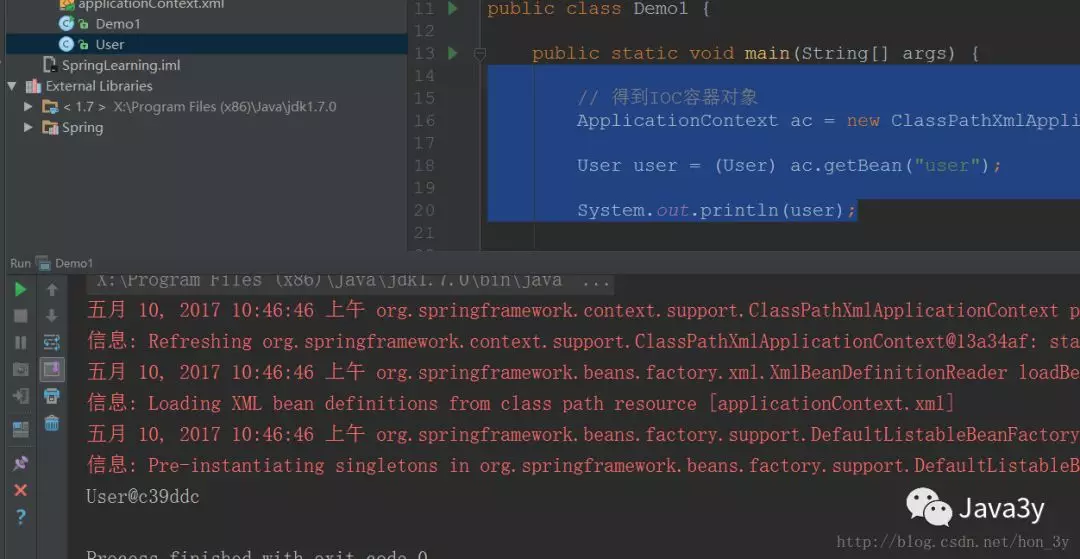 applicationContext.xml
Demo1
User
SpringLearning.iml
External Libraries
< 1.7 > X:\Program Files (x86)\Java\jdk1.7.0
Spring
11 public class Demo1 {
12
13 public static void main(String[] args) {
14
15 // 得到IOC容器对象
16 ApplicationContext ac = new ClassPathXmlAppli
17
18 User user = (User) ac.getBean("user");
19
20 System.out.println(user);
21
Run Demo1
X:\Program Files (x86)\Java\jdk1.7.0\bin\java ...
五月 10, 2017 10:46:46 上午 org.springframework.context.support.ClassPathXmlApplicationContext p
信息: Refreshing org.springframework.context.support.ClassPathXmlApplicationContext@13a34af: sta
五月 10, 2017 10:46:46 上午 org.springframework.beans.factory.xml.XmlBeanDefinitionReader loadBe
信息: Loading XML bean definitions from class path resource [applicationContext.xml]
五月 10, 2017 10:46:46 上午 org.springframework.beans.factory.support.DefaultListableBeanFactory
信息: Pre-instantiating singletons in org.springframework.beans.factory.support.DefaultListableB
User@c39ddc
Java3y
http://blog.csdn.net/hon_3y
Process finished with exit code 0